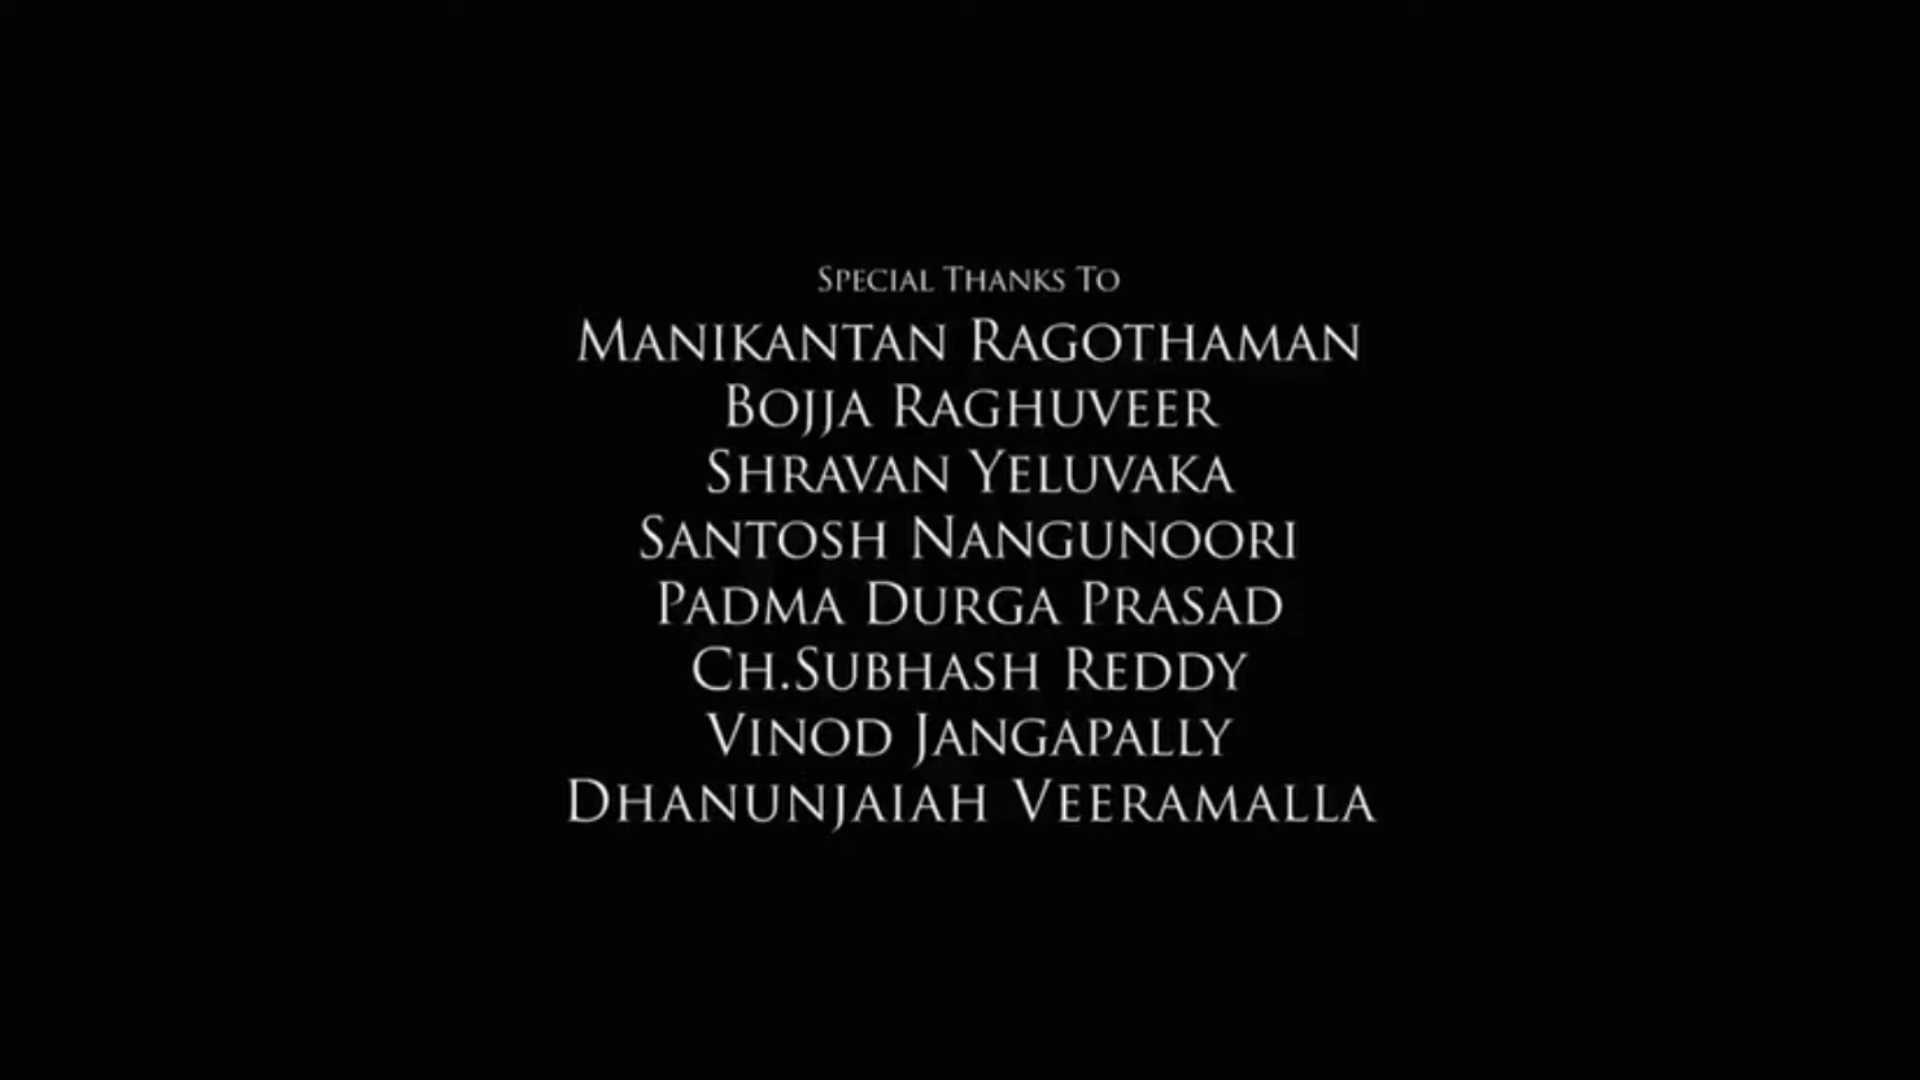 Special Thanks To
Manikantan Ragothaman
Bojja Raghuveer
Shravan Yeluvaka
Santosh Nangunoori
Padma Durga Prasad
Ch.Subhash Reddy
Vinod Jangapally
Dhanunjaiah Veeramalla